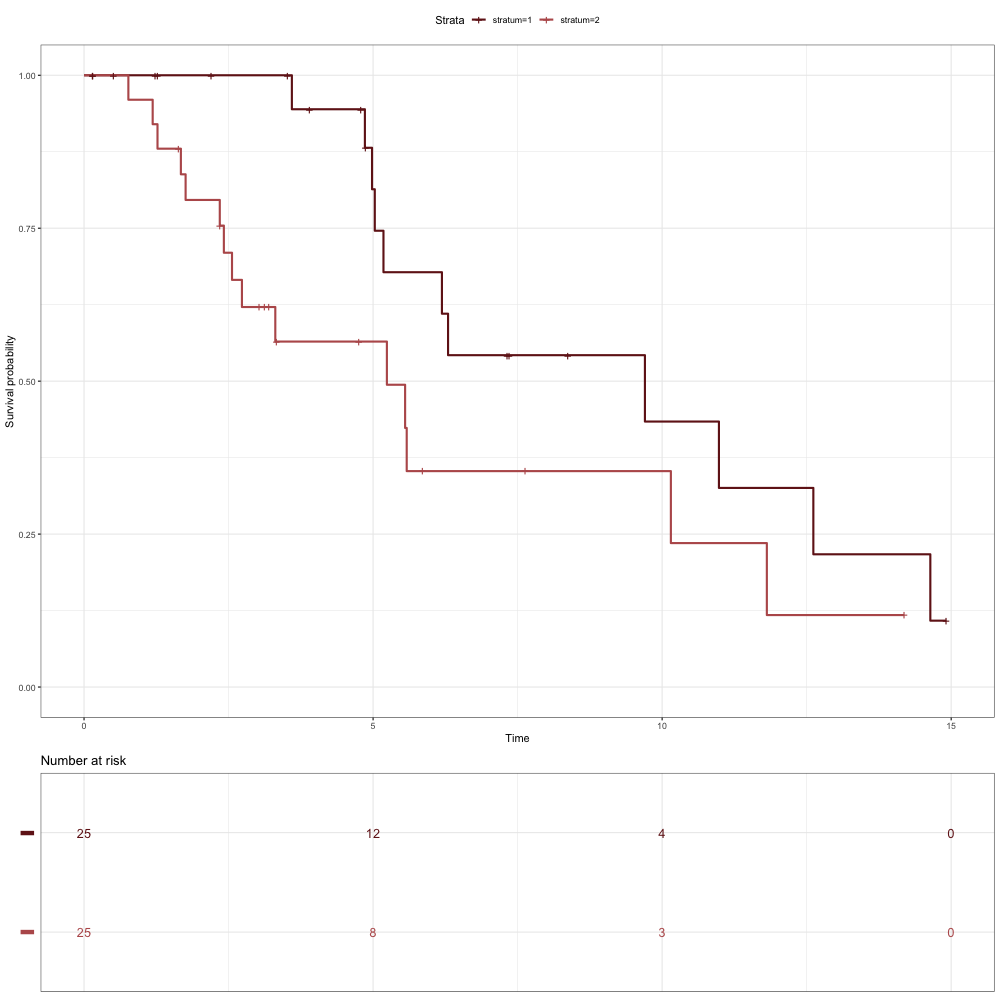 Strata stratum=1 stratum=2
1.00
0.75
0.50
0.25
0.00
Survival probability
0 5 10 15
Time
Number at risk
25 12 4 0
25 8 3 0